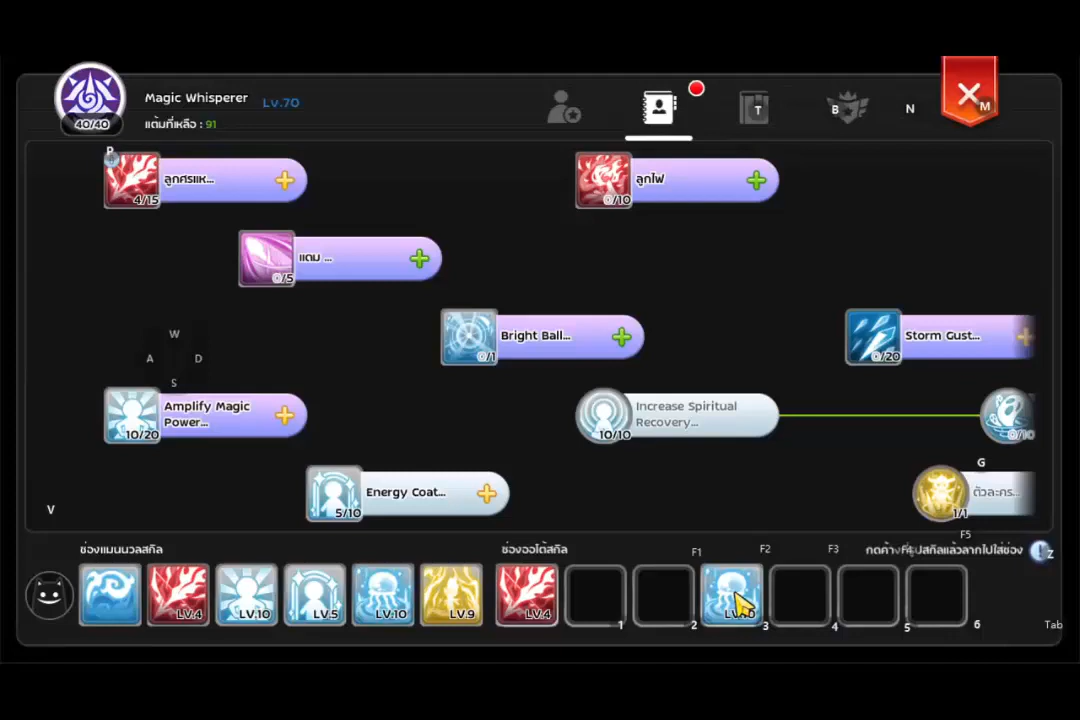 Magic Whisperer Lv.70
40/40
แต้มที่เหลือ : 91
T
B
N
M
R
ลูกศรแห...
4/15
ลูกไฟ
0/10
แถม ...
0/5
Bright Ball...
0/1
Storm Gust...
0/20
W
A D
S
Amplify Magic
Power...
10/20
Increase Spiritual
Recovery...
10/10
0/10
Energy Coat...
5/10
G
ตัวละคร...
1/1
V
ช่องแมนนวลสกิล
ช่องออโต้สกิล
F1 F2 F3 F4 F5
Z
LV.4 LV.10 LV.5 LV.10 LV.9 LV.4
1 2 3 4 5 6
Tab